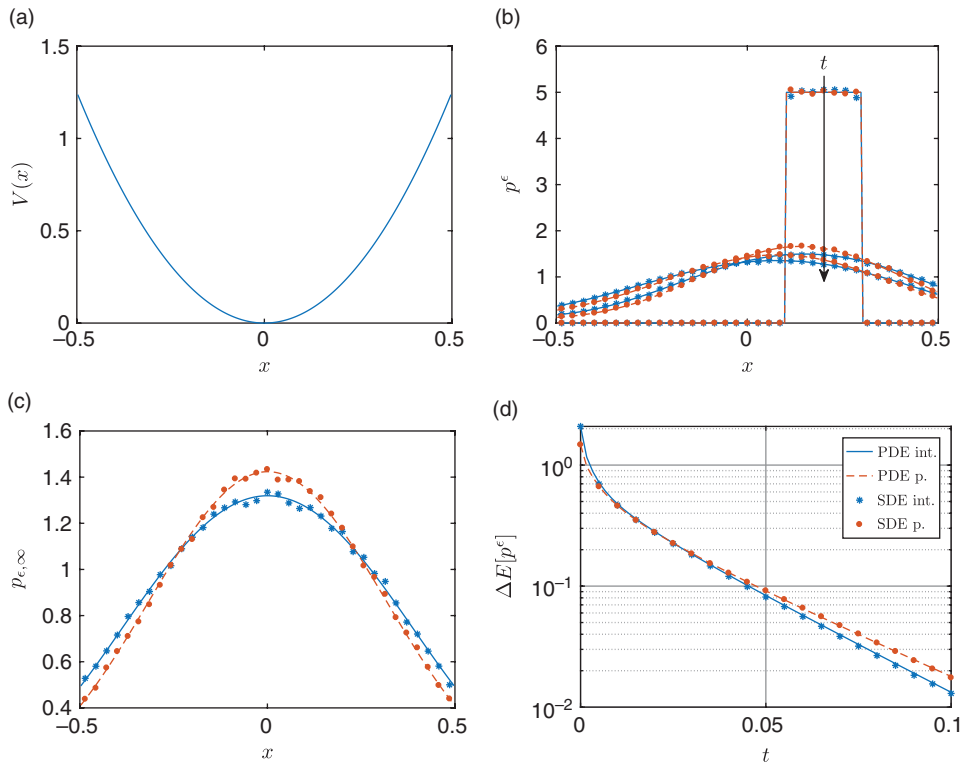 (a)
1.5
1
0.5
0
−0.5
0
0.5
V(x)
x
(b)
6
5
4
3
2
1
0
−0.5
0
0.5
t
p^ϵ
x
(c)
1.6
1.4
1.2
1
0.8
0.6
0.4
−0.5
0
0.5
p_{ϵ,∞}
x
(d)
10^0
10^{−1}
10^{−2}
0
0.05
0.1
ΔE[p^ϵ]
t
PDE int.
PDE p.
SDE int.
SDE p.